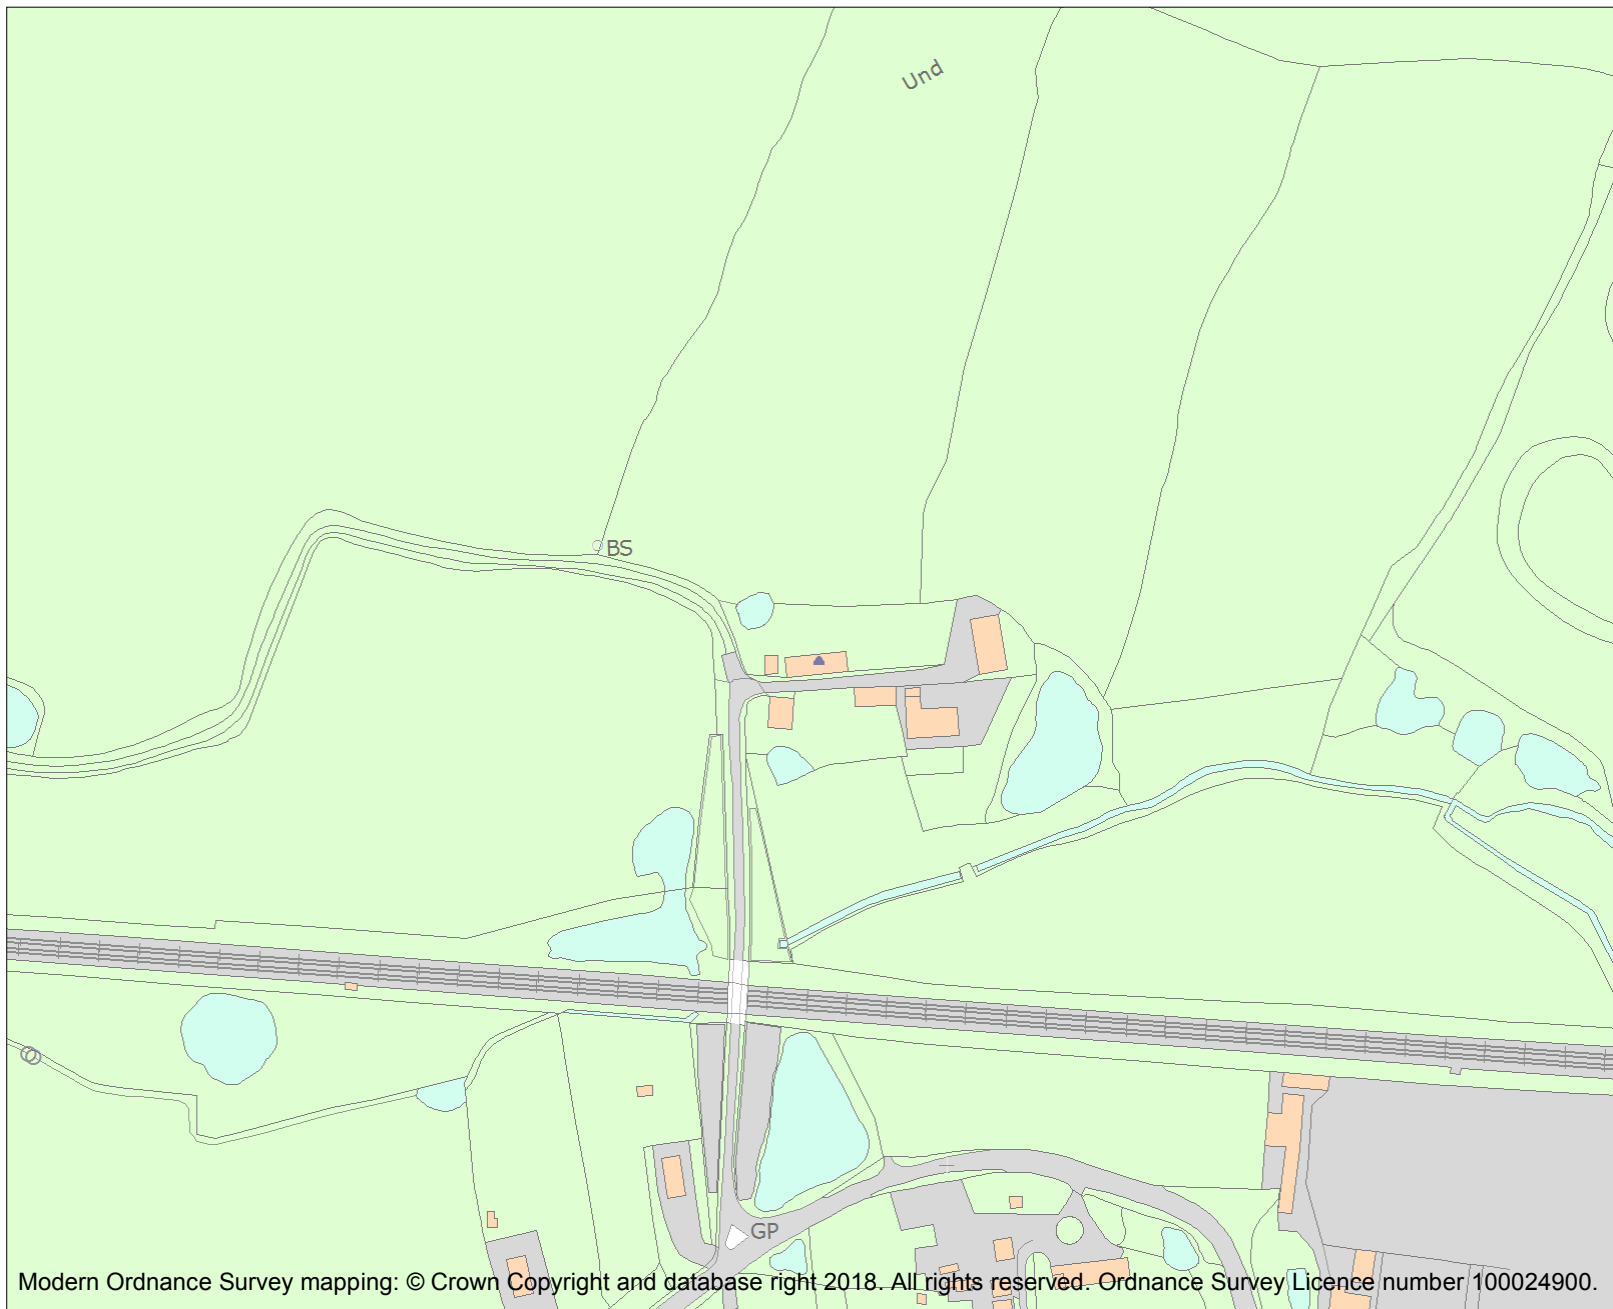 Und
BS
GP
Modern Ordnance Survey mapping: © Crown Copyright and database right 2018. All rights reserved. Ordnance Survey Licence number 100024900.